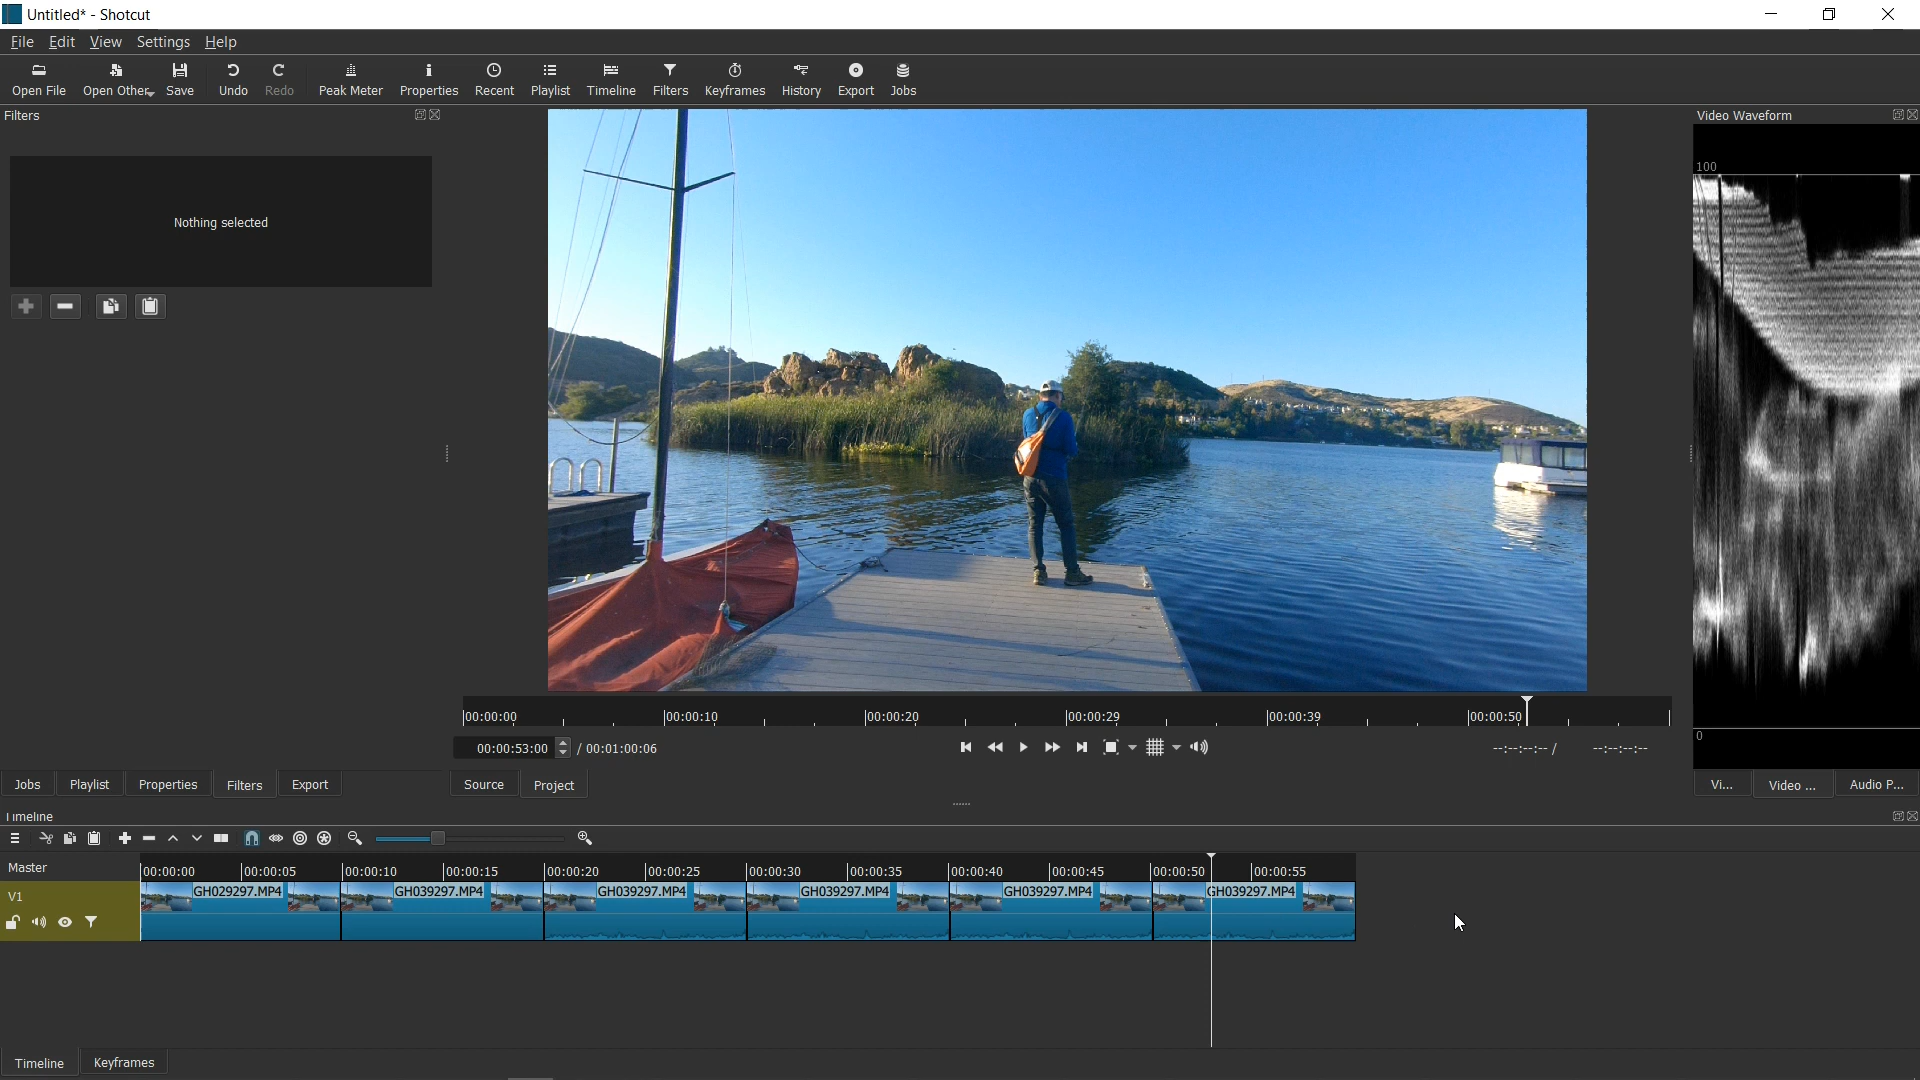 Untitled* - Shotcut
File Edit View Settings Help
Open File Open Other Save Undo Redo Peak Meter Properties Recent Playlist Timeline Filters Keyframes History Export Jobs
Filters
Video Waveform
100
Nothing selected
00:00:00 00:00:10 00:00:20 00:00:29 00:00:39 00:00:50
0
00:00:53:00 / 00:01:00:06
--:--:--:-- / --:--:--:--
Jobs Playlist Properties Filters Export
Source Project
Vi... Video ... Audio P...
Timeline
Master
00:00:00 00:00:05 00:00:10 00:00:15 00:00:20 00:00:25 00:00:30 00:00:35 00:00:40 00:00:45 00:00:50 00:00:55
V1
GH029297.MP4 GH039297.MP4 GH039297.MP4 GH039297.MP4 GH039297.MP4 GH039297.MP4
Timeline Keyframes